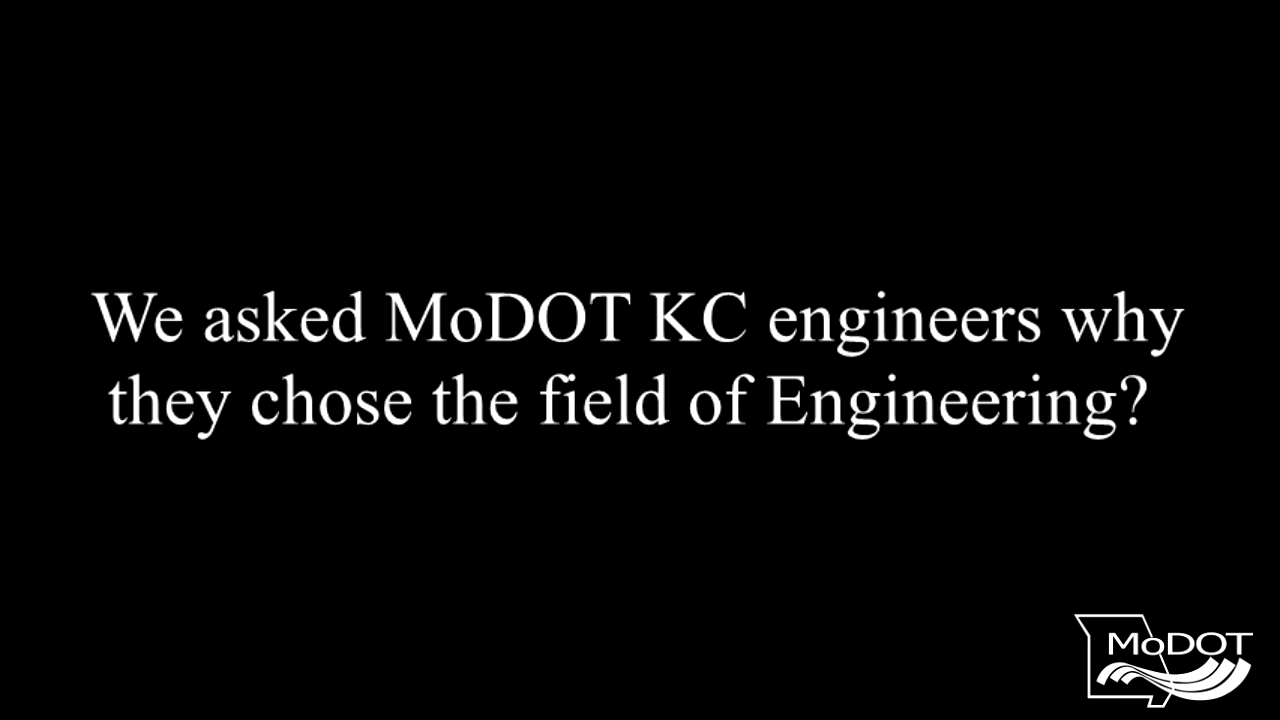 We asked MoDOT KC engineers why
they chose the field of Engineering?
MoDOT